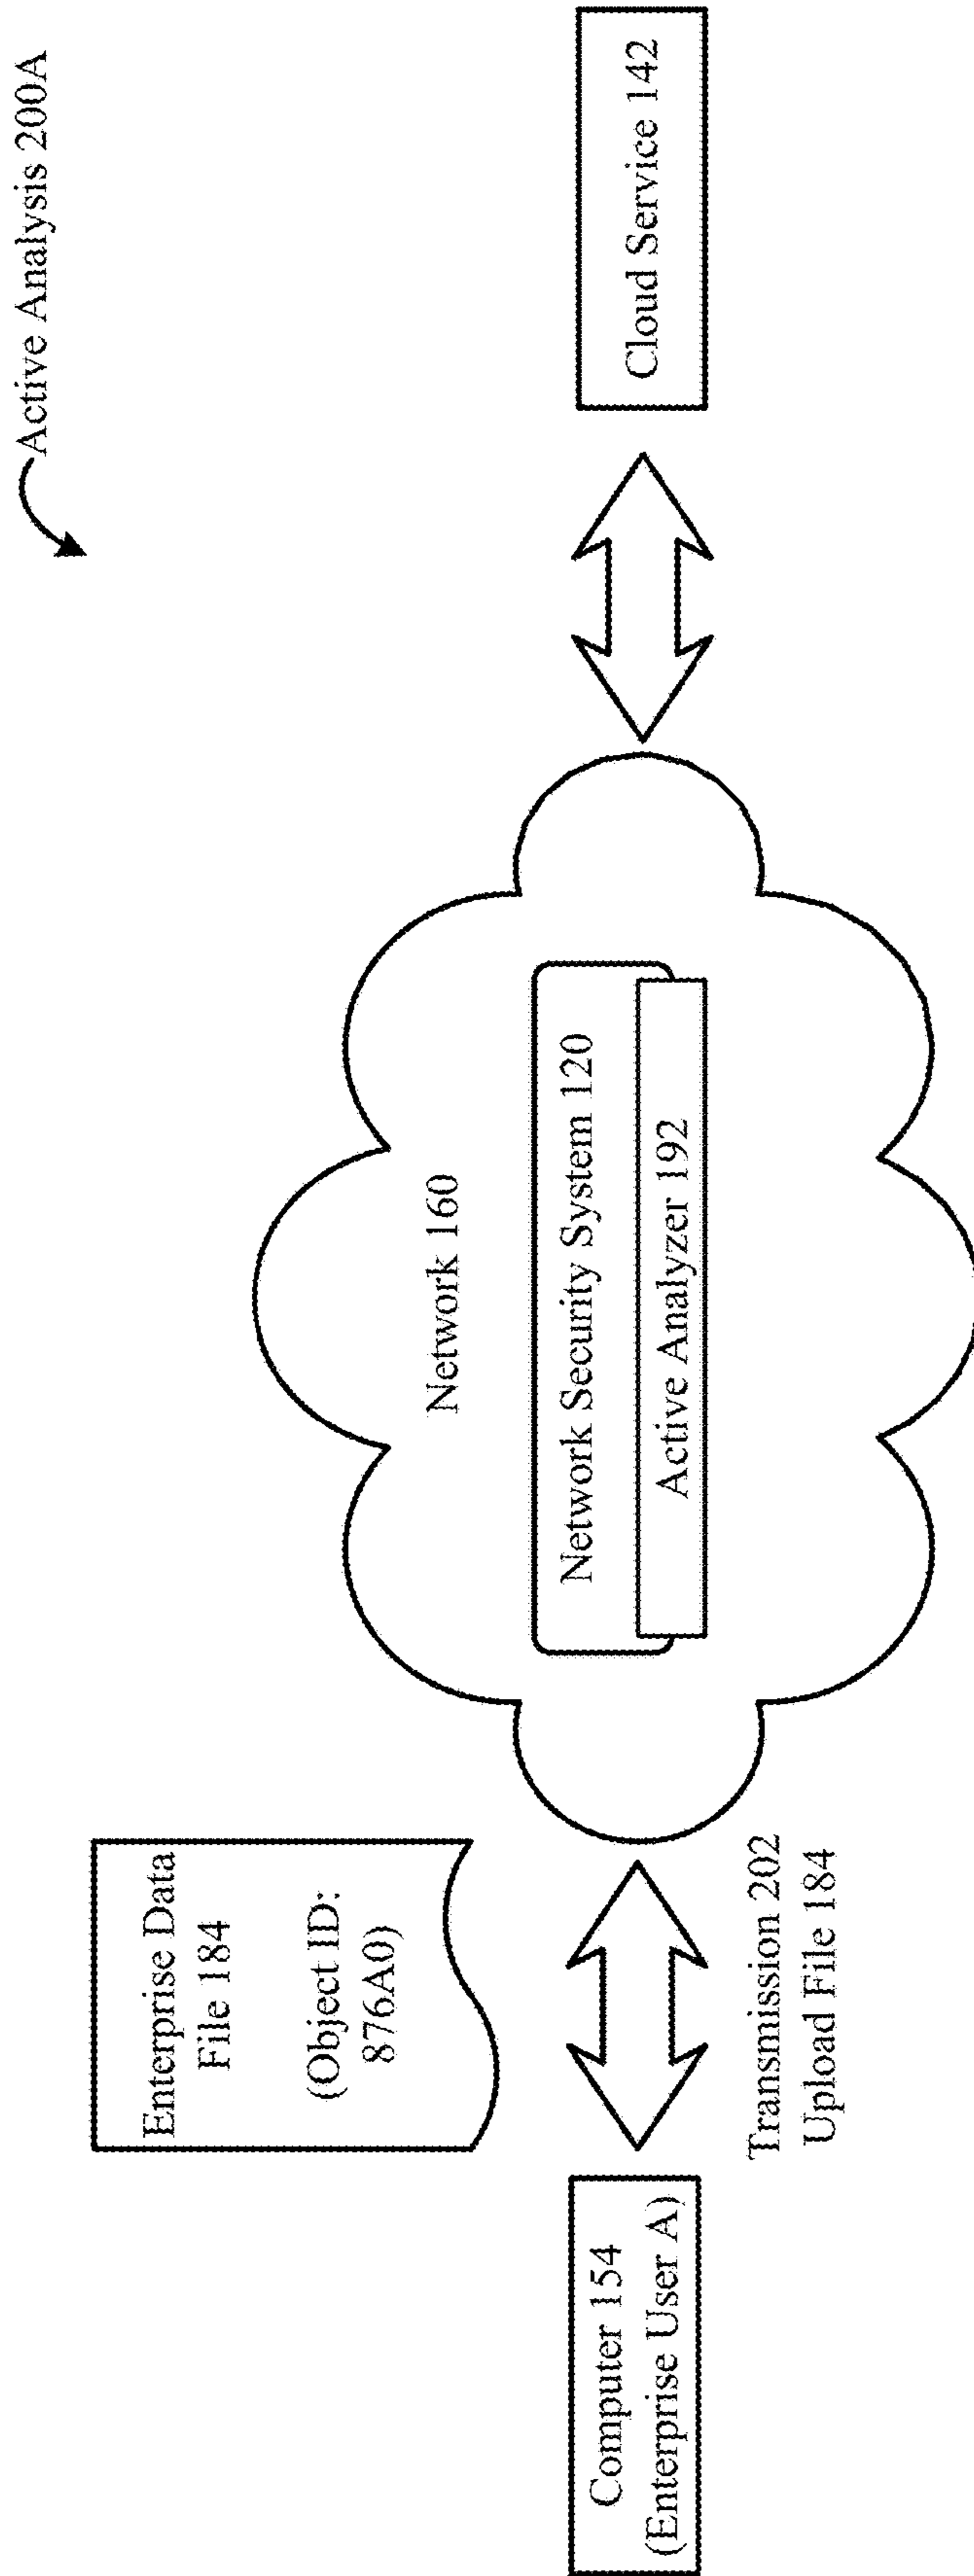 Active Analysis 200A
Enterprise Data
File 184
(Object ID:
876A0)
Network 160
Network Security System 120
Active Analyzer 192
Cloud Service 142
Computer 154
(Enterprise User A)
Transmission 202
Upload File 184